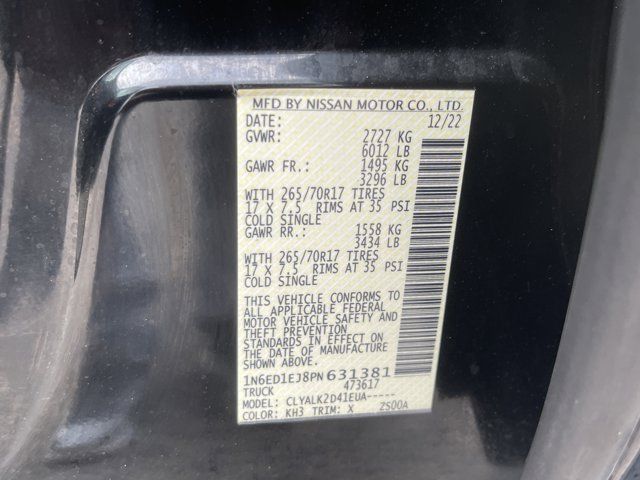 MFD BY NISSAN MOTOR CO., LTD.
DATE: 12/22
GVWR: 2727 KG
6012 LB
GAWR FR.: 1495 KG
3296 LB
WITH 265/70R17 TIRES
17 X 7.5 RIMS AT 35 PSI
COLD SINGLE
GAWR RR.: 1558 KG
3434 LB
WITH 265/70R17 TIRES
17 X 7.5 RIMS AT 35 PSI
COLD SINGLE
THIS VEHICLE CONFORMS TO
ALL APPLICABLE FEDERAL
MOTOR VEHICLE SAFETY AND
THEFT PREVENTION
STANDARDS IN EFFECT ON
THE DATE OF MANUFACTURE
SHOWN ABOVE.
1N6ED1EJ8PN631381
TRUCK 473617
MODEL: CLYALK2D41EUA-----
COLOR: KH3 TRIM: X ZS00A